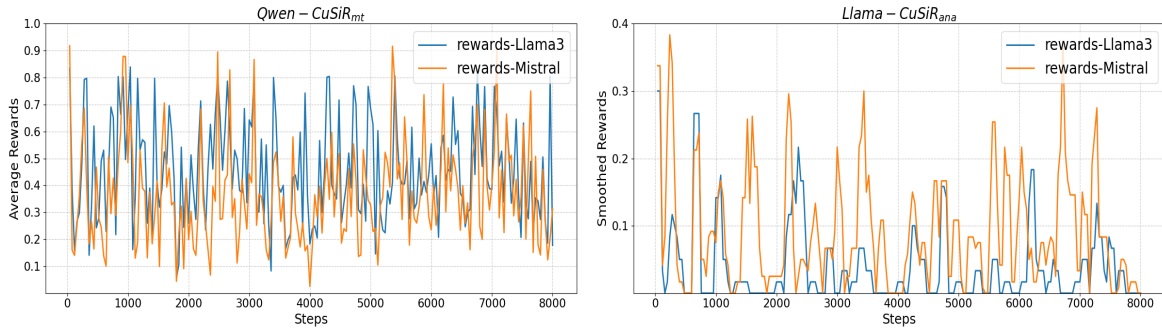 Qwen − CuSiR_mt
Average Rewards
1.0
0.9
0.8
0.7
0.6
0.5
0.4
0.3
0.2
0.1
rewards-Llama3
rewards-Mistral
0 1000 2000 3000 4000 5000 6000 7000 8000
Steps
Llama − CuSiR_ana
Smoothed Rewards
0.4
0.3
0.2
0.1
rewards-Llama3
rewards-Mistral
0 1000 2000 3000 4000 5000 6000 7000 8000
Steps